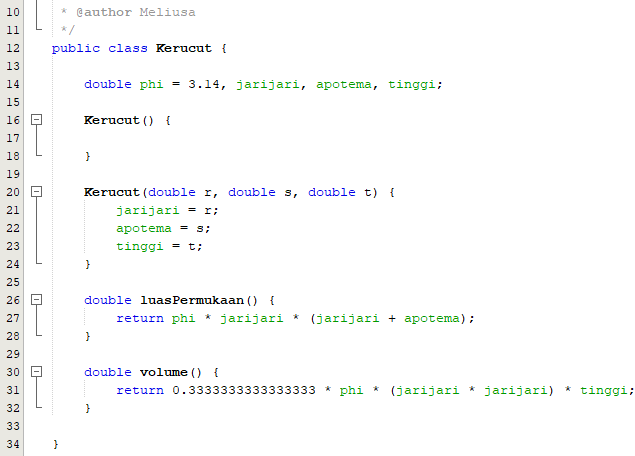 10 * @author Meliusa
11 */
12 public class Kerucut {
13
14 double phi = 3.14, jarijari, apotema, tinggi;
15
16 Kerucut() {
17
18 }
19
20 Kerucut(double r, double s, double t) {
21 jarijari = r;
22 apotema = s;
23 tinggi = t;
24 }
25
26 double luasPermukaan() {
27 return phi * jarijari * (jarijari + apotema);
28 }
29
30 double volume() {
31 return 0.3333333333333333 * phi * (jarijari * jarijari) * tinggi;
32 }
33
34 }